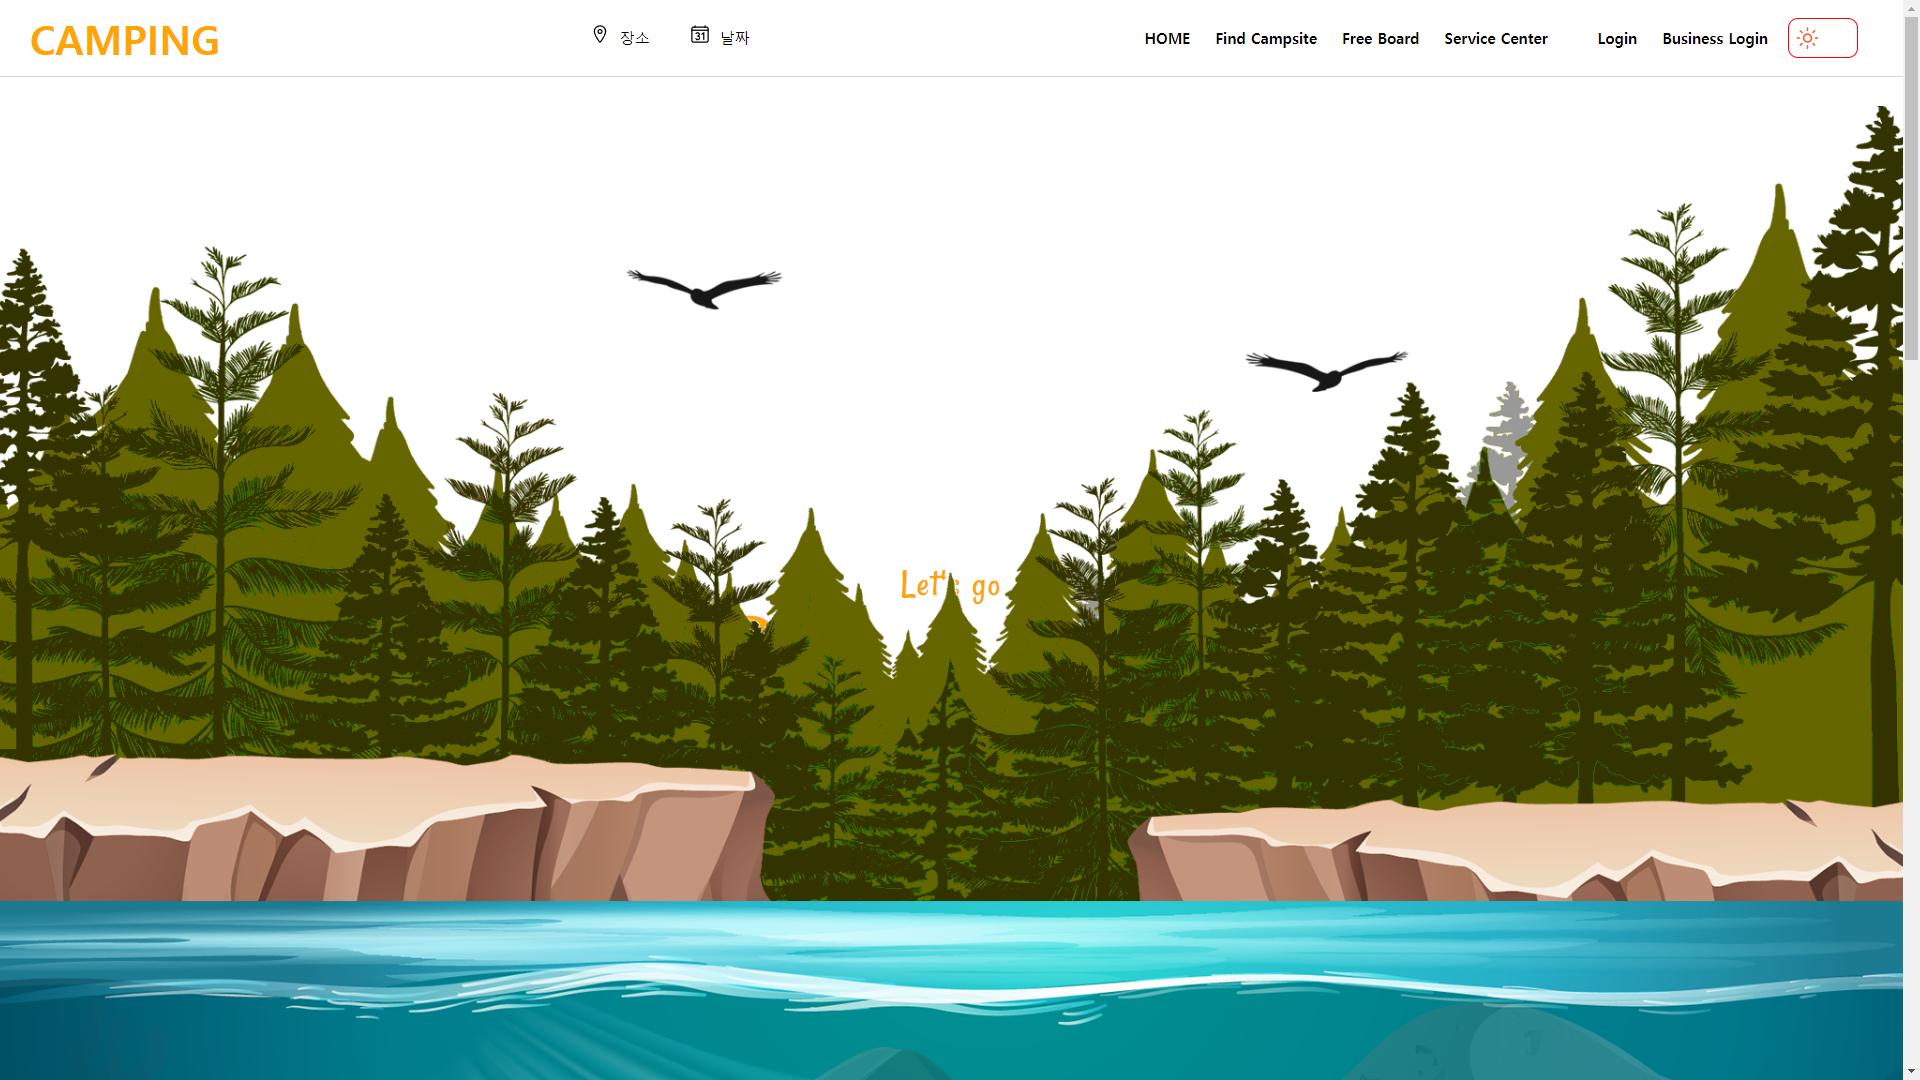 CAMPING
장소
31 날짜
HOME Find Campsite Free Board Service Center Login Business Login
Let's go